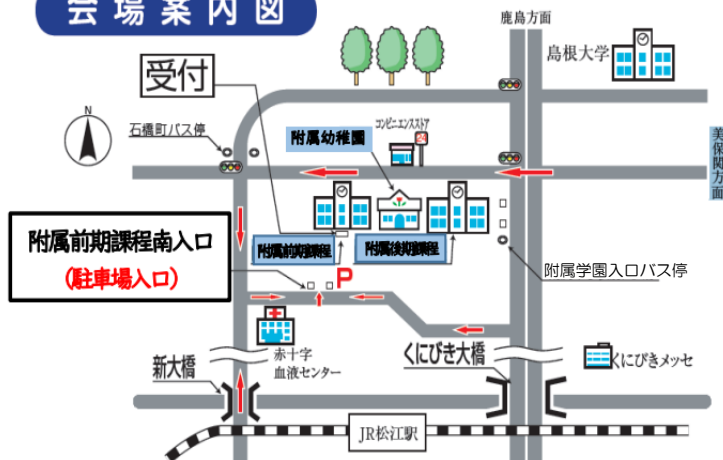 会場案内図
鹿島方面
島根大学
受付
N
石橋町バス停
コンビニエンスストア
24
附属幼稚園
美保関方面
附属前期課程南入口
(駐車場入口)
附属前期課程
附属後期課程
P
附属学園入口バス停
赤十字
血液センター
新大橋
くにびき大橋
くにびきメッセ
JR松江駅